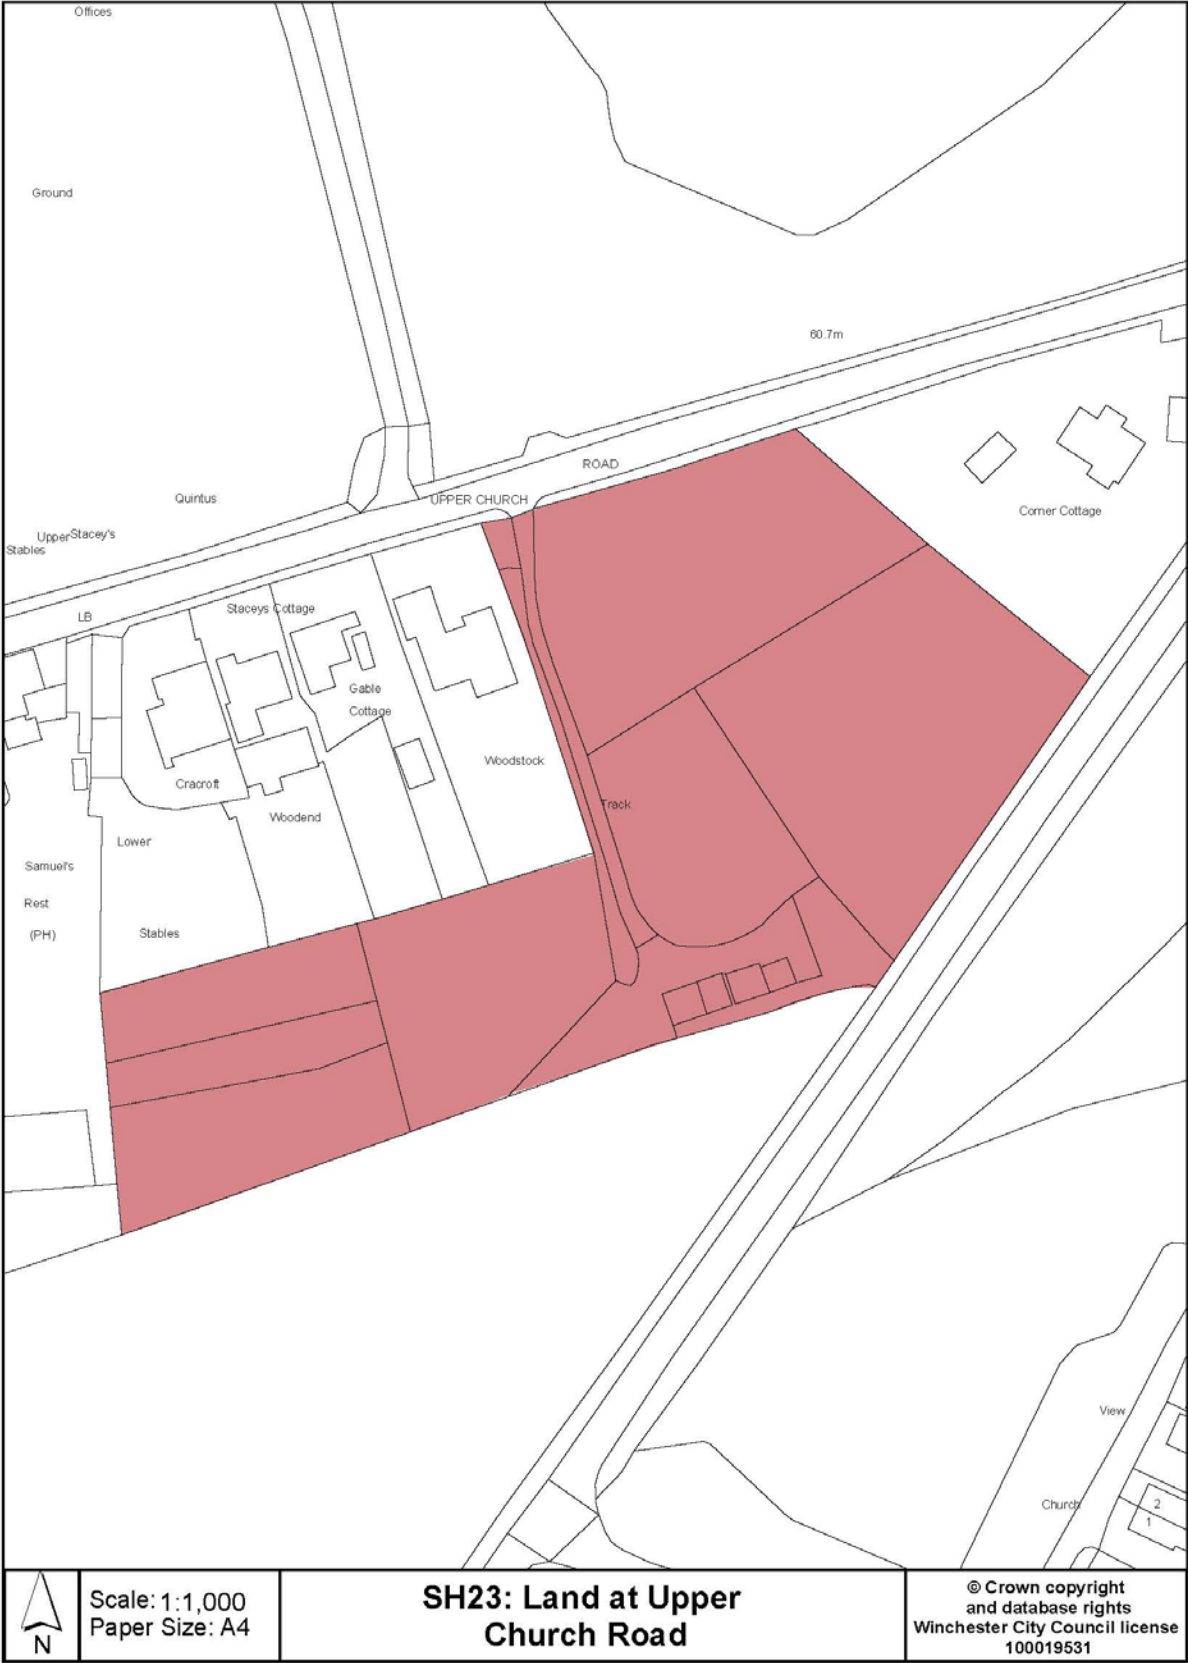 Offices
Ground
60.7m
ROAD
UPPER CHURCH
Quintus
Corner Cottage
Upper Stacey's
Stables
LB
Staceys Cottage
Gable
Cottage
Woodstock
Cracroft
Track
Woodend
Lower
Samuel's
Rest
(PH)
Stables
View
Church
2
1
N
Scale: 1:1,000
Paper Size: A4
SH23: Land at Upper
Church Road
© Crown copyright
and database rights
Winchester City Council license
100019531